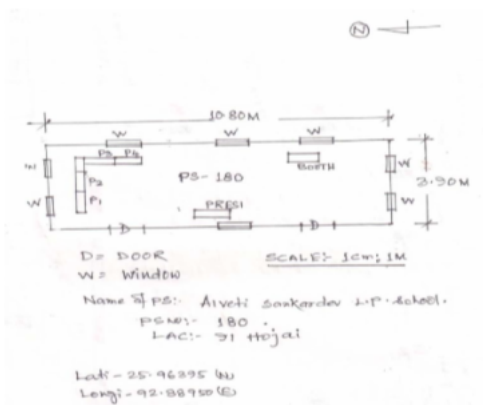 N
10.80M
W W W
P3 P4
W
BOOTH
W
P2
PS-180
3.90M
W
P1
PRESI
W
D D
D = DOOR
SCALE:- 1cm; 1M
W = Window
Name of PS:- Aiveti Sankardev L.P. School.
PS NO:- 180.
LAC:- 91 Hojai
Lati - 25.96295 (N)
Longi - 92.88950 (E)